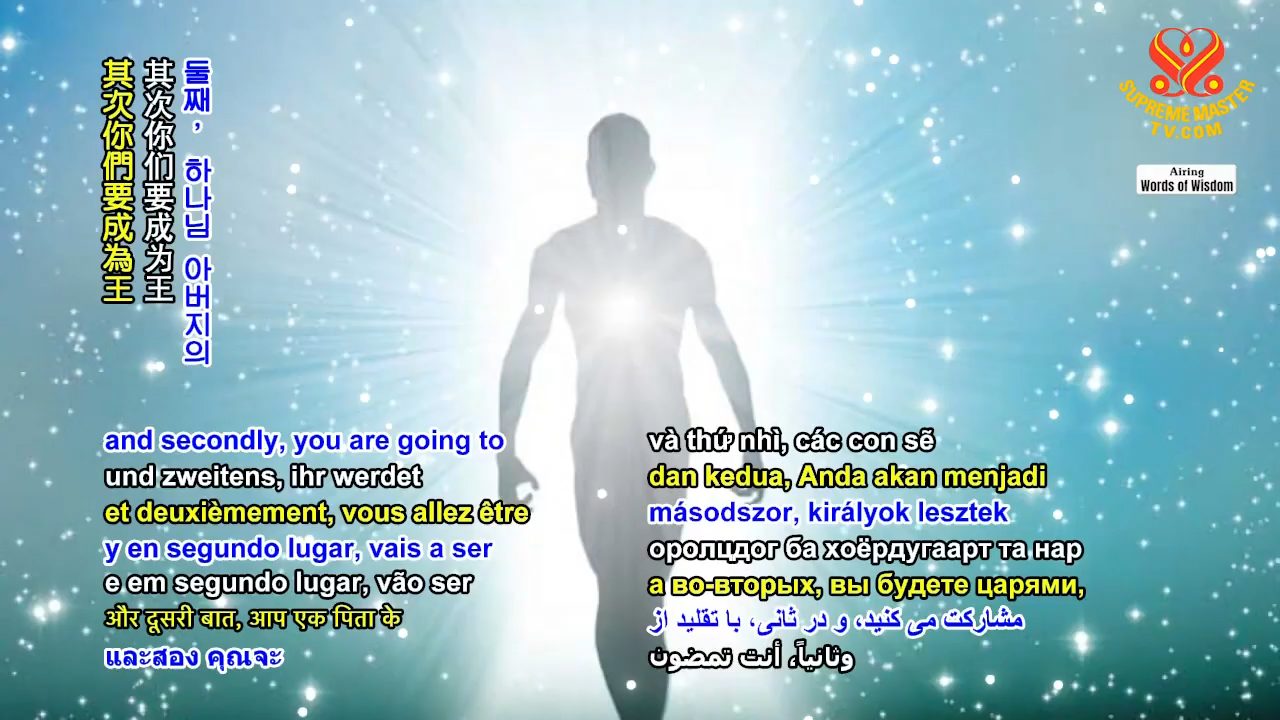 둘째, 하나님 아버지의
其次你们要成为王
其次你們要成為王
SUPREME MASTER
TV.COM
Airing
Words of Wisdom
and secondly, you are going to
und zweitens, ihr werdet
et deuxièmement, vous allez être
y en segundo lugar, vais a ser
e em segundo lugar, vão ser
और दूसरी बात, आप एक पिता के
และสอง คุณจะ
và thứ nhì, các con sẽ
dan kedua, Anda akan menjadi
másodszor, királyok lesztek
оролцдог ба хоёрдугаарт та нар
а во-вторых, вы будете царями,
مشارکت می کنید، و در ثانی، با تقلید از
وثانياً، أنت تمضون